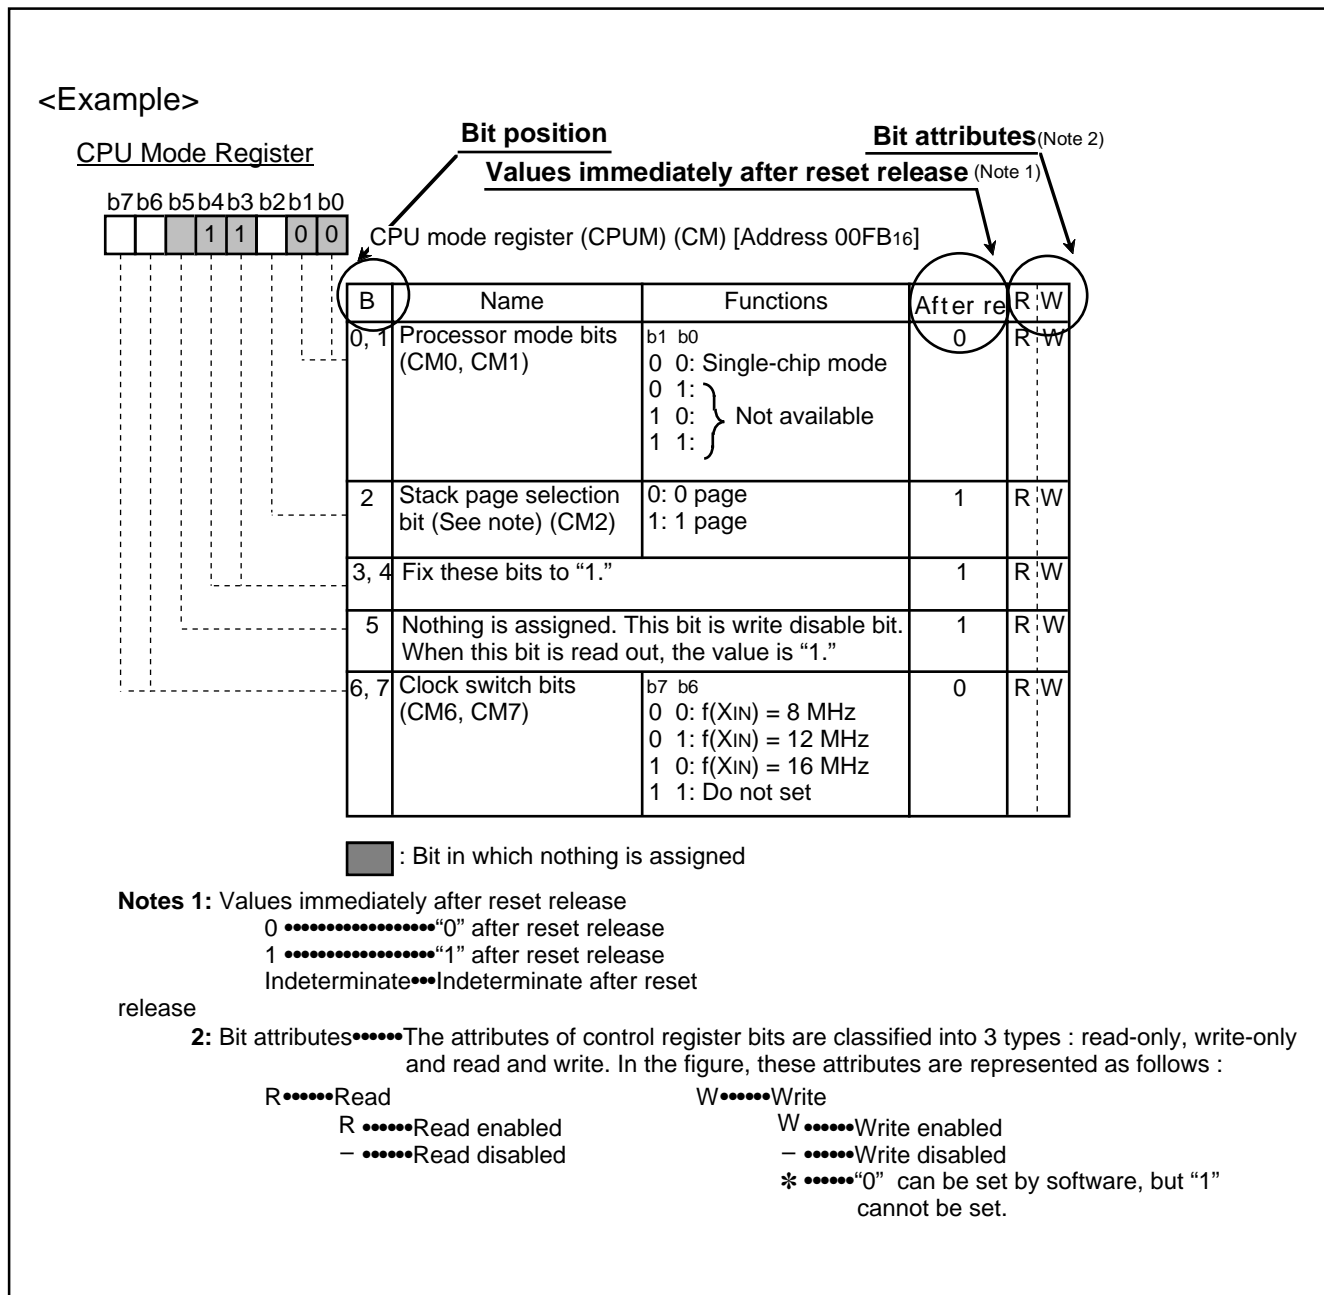 <Example>
Bit position
Bit attributes(Note 2)
CPU Mode Register
Values immediately after reset release (Note 1)
b7 b6 b5 b4 b3 b2 b1 b0
1 1 0 0
CPU mode register (CPUM) (CM) [Address 00FB16]
B Name Functions After re R W
0, 1 Processor mode bits (CM0, CM1) b1 b0 0 R W
0 0: Single-chip mode
0 1:
1 0: Not available
1 1:
2 Stack page selection 0: 0 page 1 R W
bit (See note) (CM2) 1: 1 page
3, 4 Fix these bits to “1.” 1 R W
5 Nothing is assigned. This bit is write disable bit. 1 R W
When this bit is read out, the value is “1.”
6, 7 Clock switch bits b7 b6 0 R W
(CM6, CM7) 0 0: f(XIN) = 8 MHz
0 1: f(XIN) = 12 MHz
1 0: f(XIN) = 16 MHz
1 1: Do not set
: Bit in which nothing is assigned
Notes 1: Values immediately after reset release
0 ••••••••••••••••••“0” after reset release
1 ••••••••••••••••••“1” after reset release
Indeterminate•••Indeterminate after reset
release
2: Bit attributes••••••The attributes of control register bits are classified into 3 types : read-only, write-only
and read and write. In the figure, these attributes are represented as follows :
R••••••Read W••••••Write
R ••••••Read enabled W ••••••Write enabled
– ••••••Read disabled – ••••••Write disabled
✻ ••••••“0” can be set by software, but “1”
cannot be set.